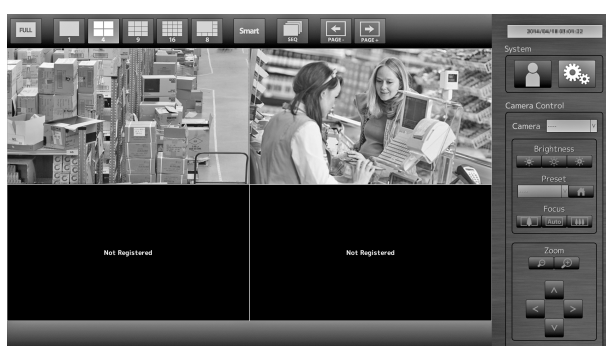 FULL
1
4
9
16
8
Smart
SEQ
PAGE-
PAGE+
2016/04/18 01:09:22
System
Camera Control
Camera
Brightness
Preset
Focus
Auto
Zoom
Not Registered
Not Registered